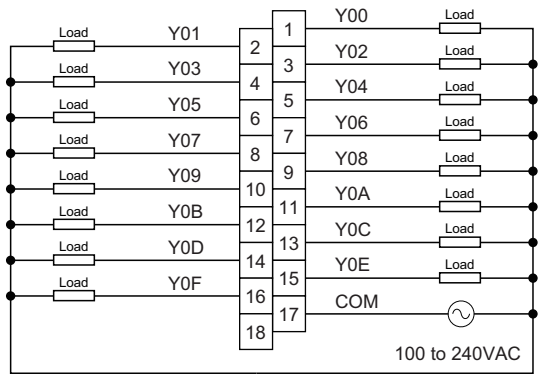 1 Y00 Load
Load Y01 2
3 Y02 Load
Load Y03 4
5 Y04 Load
Load Y05 6
7 Y06 Load
Load Y07 8
9 Y08 Load
Load Y09 10
11 Y0A Load
Load Y0B 12
13 Y0C Load
Load Y0D 14
15 Y0E Load
Load Y0F 16
17 COM
18
100 to 240VAC